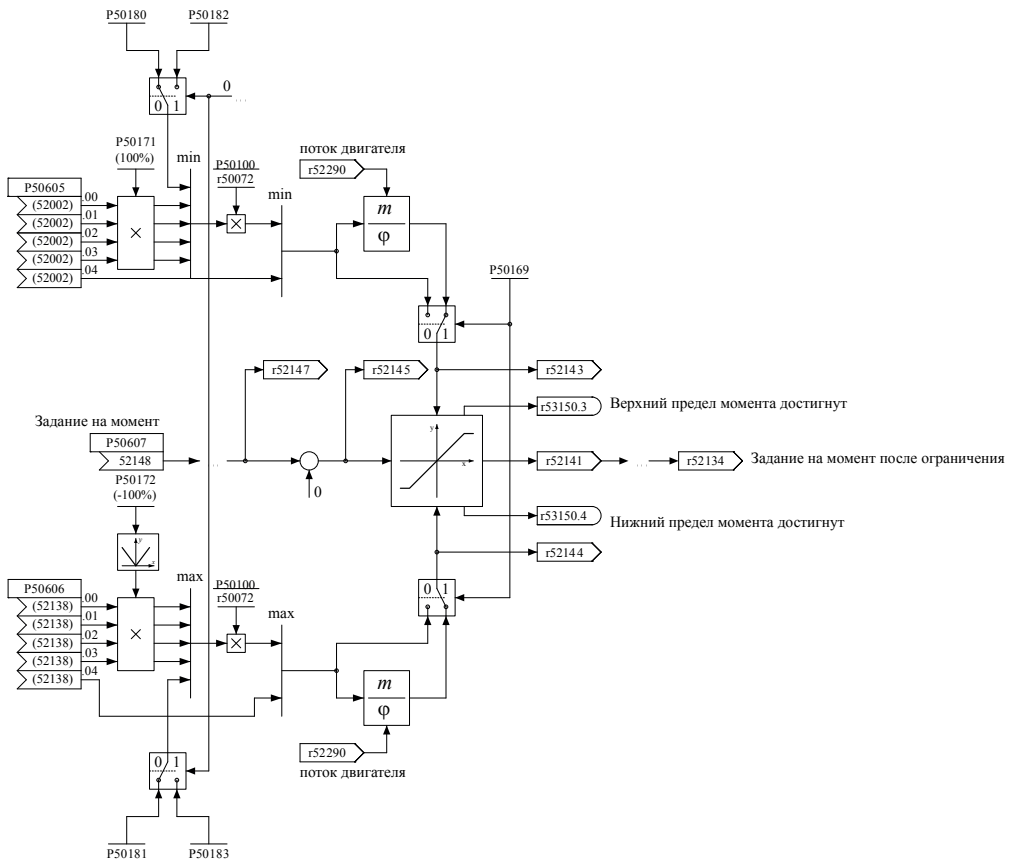 P50180 P50182
0 ...
0 1
P50171
(100%)
min
P50100
r50072
min
поток двигателя
r52290
P50605
(52002) .00
(52002) .01
(52002) .02
(52002) .03
(52002) .04
×
×
m
φ
P50169
0 1
r52147
r52145
r52143
r53150.3 Верхний предел момента достигнут
Задание на момент
P50607
52148
...
0
y
x
r52141
...
r52134
Задание на момент после ограничения
P50172
(-100%)
r53150.4 Нижний предел момента достигнут
r52144
y
x
max
P50100
r50072
max
0 1
P50606
(52138) .00
(52138) .01
(52138) .02
(52138) .03
(52138) .04
×
×
m
φ
r52290
поток двигателя
0 1
P50181 P50183